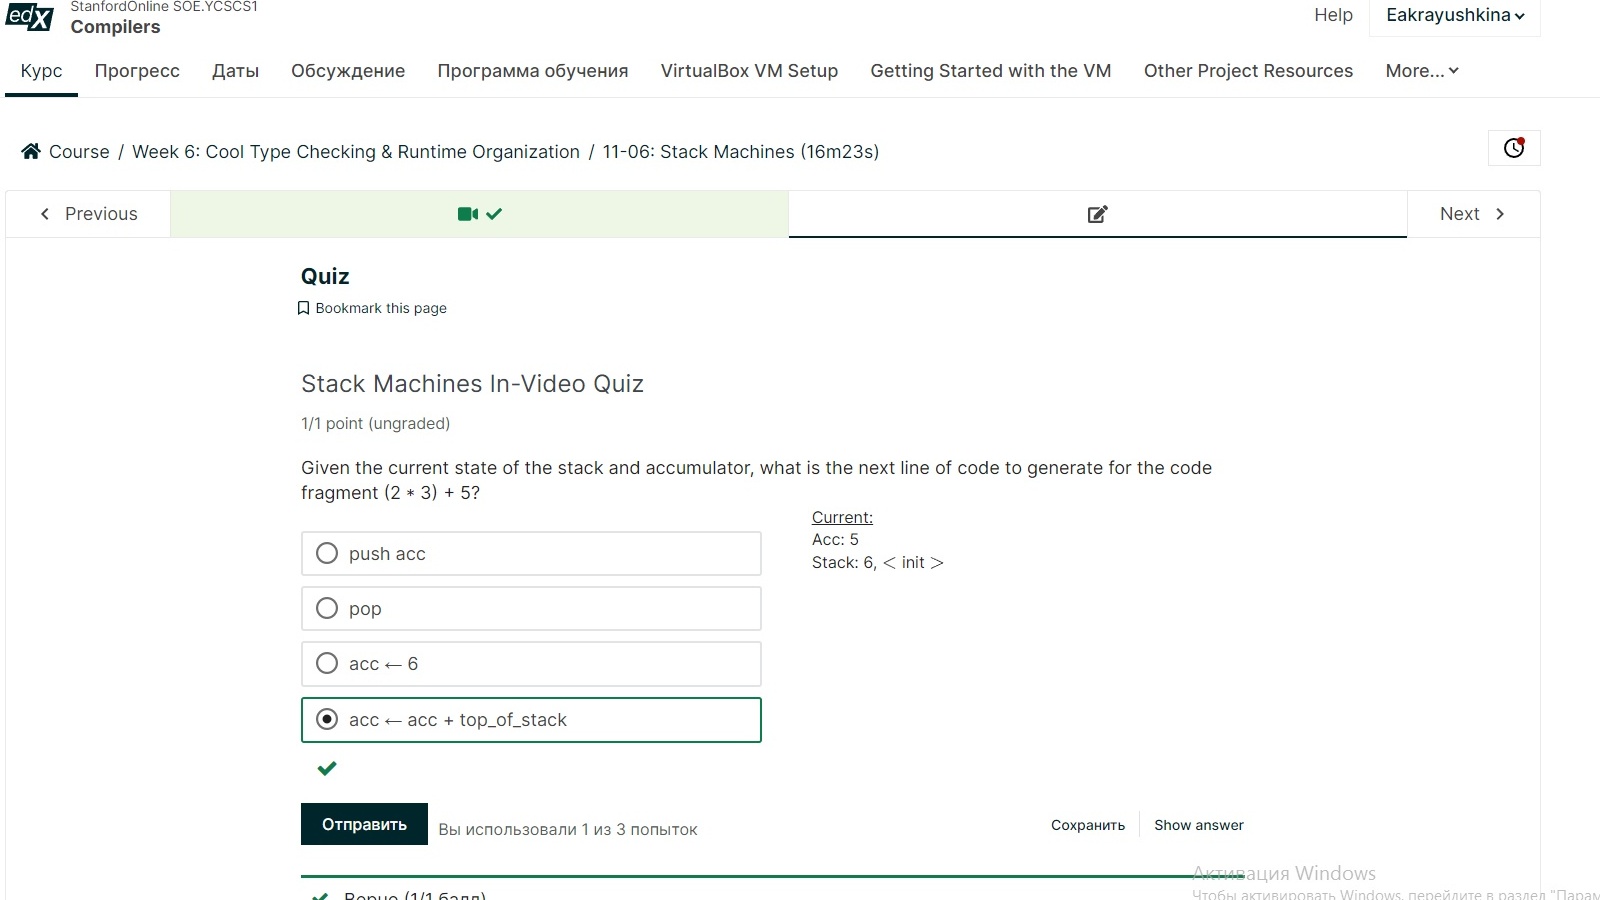 edX
StanfordOnline SOE.YCSCS1
Compilers
Help
Eakrayushkina
Курс
Прогресс
Даты
Обсуждение
Программа обучения
VirtualBox VM Setup
Getting Started with the VM
Other Project Resources
More...
Course / Week 6: Cool Type Checking & Runtime Organization / 11-06: Stack Machines (16m23s)
Previous
Next
Quiz
Bookmark this page
Stack Machines In-Video Quiz
1/1 point (ungraded)
Given the current state of the stack and accumulator, what is the next line of code to generate for the code
fragment (2 * 3) + 5?
push acc
pop
acc ← 6
acc ← acc + top_of_stack
Current:
Acc: 5
Stack: 6, < init >
Отправить
Вы использовали 1 из 3 попыток
Сохранить
Show answer
Активация Windows
Чтобы активировать Windows, перейдите в раздел "Парам
Верно (1/1 балл)